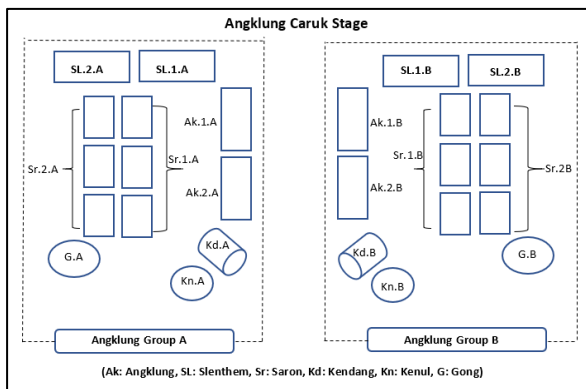 Angklung Caruk Stage
SL.2.A
SL.1.A
Ak.1.A
Sr.2.A
Sr.1.A
Ak.2.A
Kd.A
G.A
Kn.A
Angklung Group A
SL.1.B
SL.2.B
Ak.1.B
Sr.1.B
Sr.2B
Ak.2.B
Kd.B
G.B
Kn.B
Angklung Group B
(Ak: Angklung, SL: Slenthem, Sr: Saron, Kd: Kendang, Kn: Kenul, G: Gong)